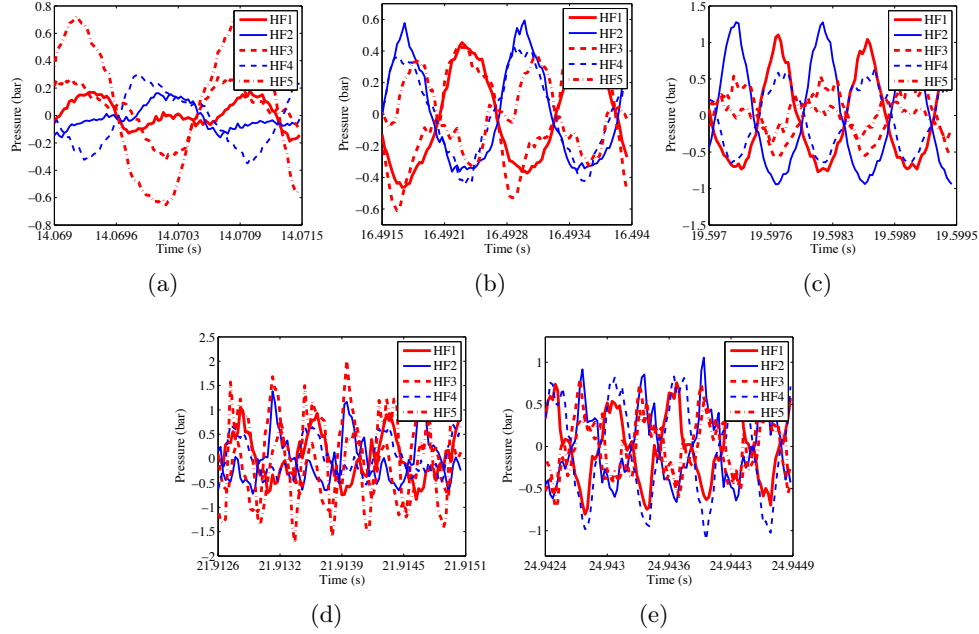 0.8
0.6
0.4
0.2
0
−0.2
−0.4
−0.6
−0.8
Pressure (bar)
14.069 14.0696 14.0703 14.0709 14.0715
Time (s)
HF1
HF2
HF3
HF4
HF5
(a)
0.6
0.4
0.2
0
−0.2
−0.4
−0.6
Pressure (bar)
16.4915 16.4921 16.4928 16.4934 16.494
Time (s)
HF1
HF2
HF3
HF4
HF5
(b)
1.5
1
0.5
0
−0.5
−1
−1.5
Pressure (bar)
19.597 19.5976 19.5983 19.5989 19.5995
Time (s)
HF1
HF2
HF3
HF4
HF5
(c)
2.5
2
1.5
1
0.5
0
−0.5
−1
−1.5
−2
Pressure (bar)
21.9126 21.9132 21.9139 21.9145 21.9151
Time (s)
HF1
HF2
HF3
HF4
HF5
(d)
1
0.5
0
−0.5
−1
Pressure (bar)
24.9424 24.943 24.9436 24.9443 24.9449
Time (s)
HF1
HF2
HF3
HF4
HF5
(e)